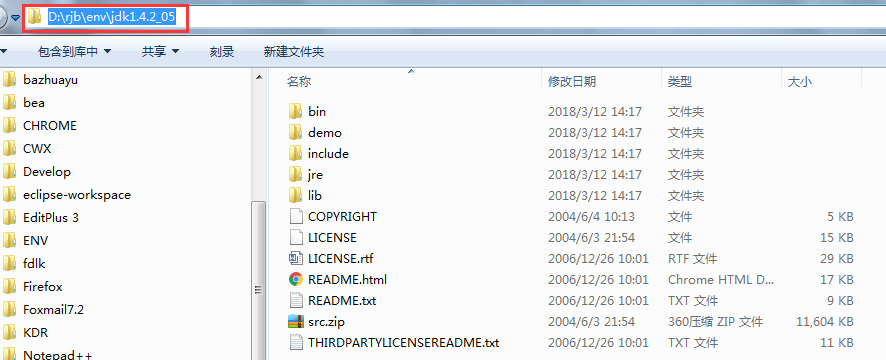 D:\rjb\env\jdk1.4.2_05
包含到库中 共享 刻录 新建文件夹
bazhuayu
bea
CHROME
CWX
Develop
eclipse-workspace
EditPlus 3
ENV
fdlk
Firefox
Foxmail7.2
KDR
Notepad++
名称 修改日期 类型 大小
bin 2018/3/12 14:17 文件夹
demo 2018/3/12 14:17 文件夹
include 2018/3/12 14:17 文件夹
jre 2018/3/12 14:17 文件夹
lib 2018/3/12 14:17 文件夹
COPYRIGHT 2004/6/4 10:13 文件 5 KB
LICENSE 2004/6/3 21:54 文件 15 KB
LICENSE.rtf 2006/12/26 10:01 RTF 文件 29 KB
README.html 2006/12/26 10:01 Chrome HTML D... 17 KB
README.txt 2006/12/26 10:01 TXT 文件 9 KB
src.zip 2004/6/3 21:54 360压缩 ZIP 文件 11,604 KB
THIRDPARTYLICENSEREADME.txt 2006/12/26 10:01 TXT 文件 11 KB